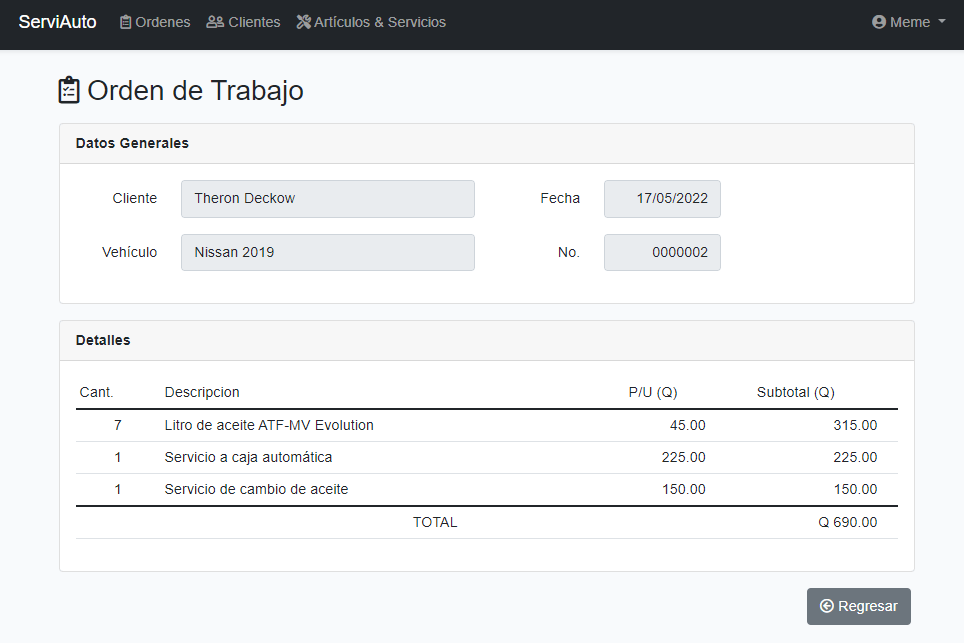 ServiAuto Ordenes Clientes Artículos & Servicios Meme
Orden de Trabajo
Datos Generales
Cliente Theron Deckow Fecha 17/05/2022
Vehículo Nissan 2019 No. 0000002
Detalles
Cant. Descripcion P/U (Q) Subtotal (Q)
7 Litro de aceite ATF-MV Evolution 45.00 315.00
1 Servicio a caja automática 225.00 225.00
1 Servicio de cambio de aceite 150.00 150.00
TOTAL Q 690.00
Regresar